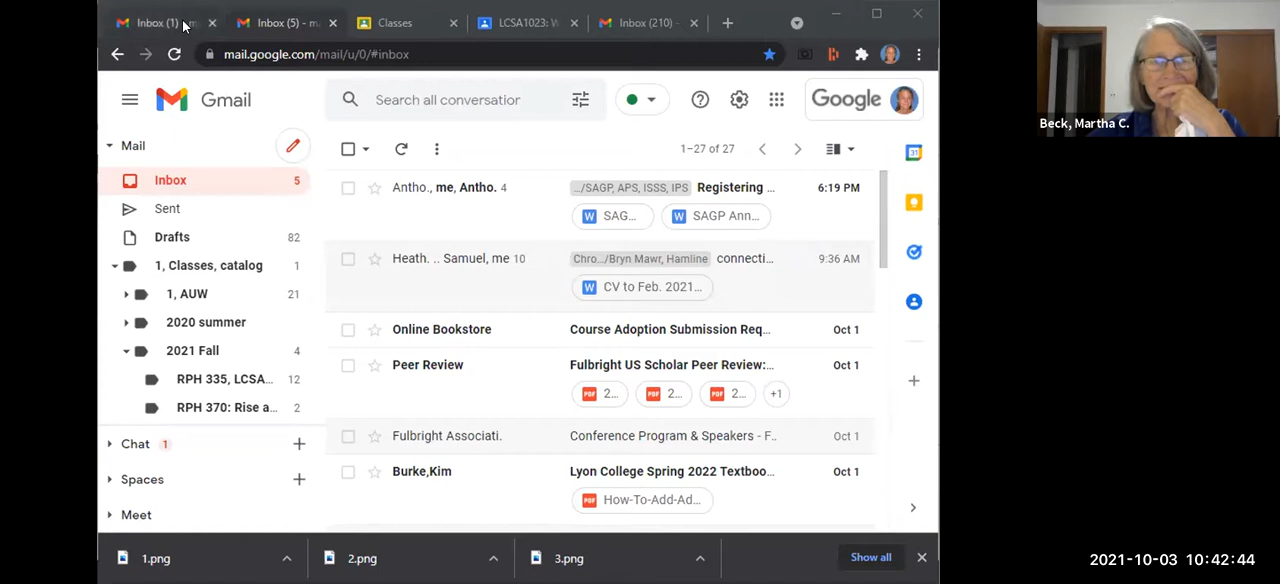 Inbox (1) - m
Inbox (5) - m
Classes
LCSA1023: W
Inbox (210) -
mail.google.com/mail/u/0/#inbox
Gmail
Search all conversation
Google
Mail
1–27 of 27
31
Inbox 5
Sent
Drafts 82
1, Classes, catalog 1
1, AUW 21
2020 summer
2021 Fall 4
RPH 335, LCSA... 12
RPH 370: Rise a... 2
Chat 1
Spaces
Meet
Antho., me, Antho. 4 .../SAGP, APS, ISSS, IPS Registering ... 6:19 PM
W SAG... W SAGP Ann...
Heath. .. Samuel, me 10 Chro.../Bryn Mawr, Hamline connecti... 9:36 AM
W CV to Feb. 2021...
Online Bookstore Course Adoption Submission Req... Oct 1
Peer Review Fulbright US Scholar Peer Review:... Oct 1
PDF 2... PDF 2... PDF 2... +1
Fulbright Associati. Conference Program & Speakers - F.. Oct 1
Burke,Kim Lyon College Spring 2022 Textboo... Oct 1
PDF How-To-Add-Ad...
1.png
2.png
3.png
Show all
Beck, Martha C.
2021-10-03 10:42:44